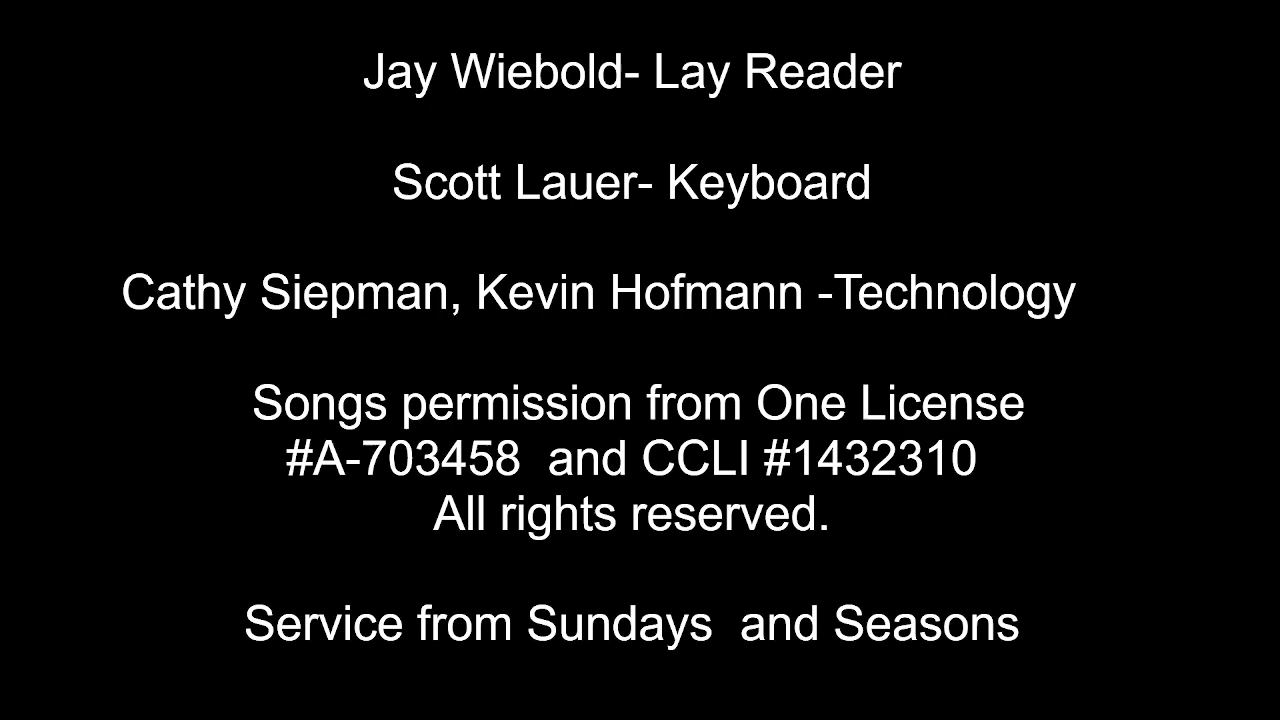 Jay Wiebold- Lay Reader
Scott Lauer- Keyboard
Cathy Siepman, Kevin Hofmann -Technology
Songs permission from One License
#A-703458  and CCLI #1432310
All rights reserved.
Service from Sundays  and Seasons